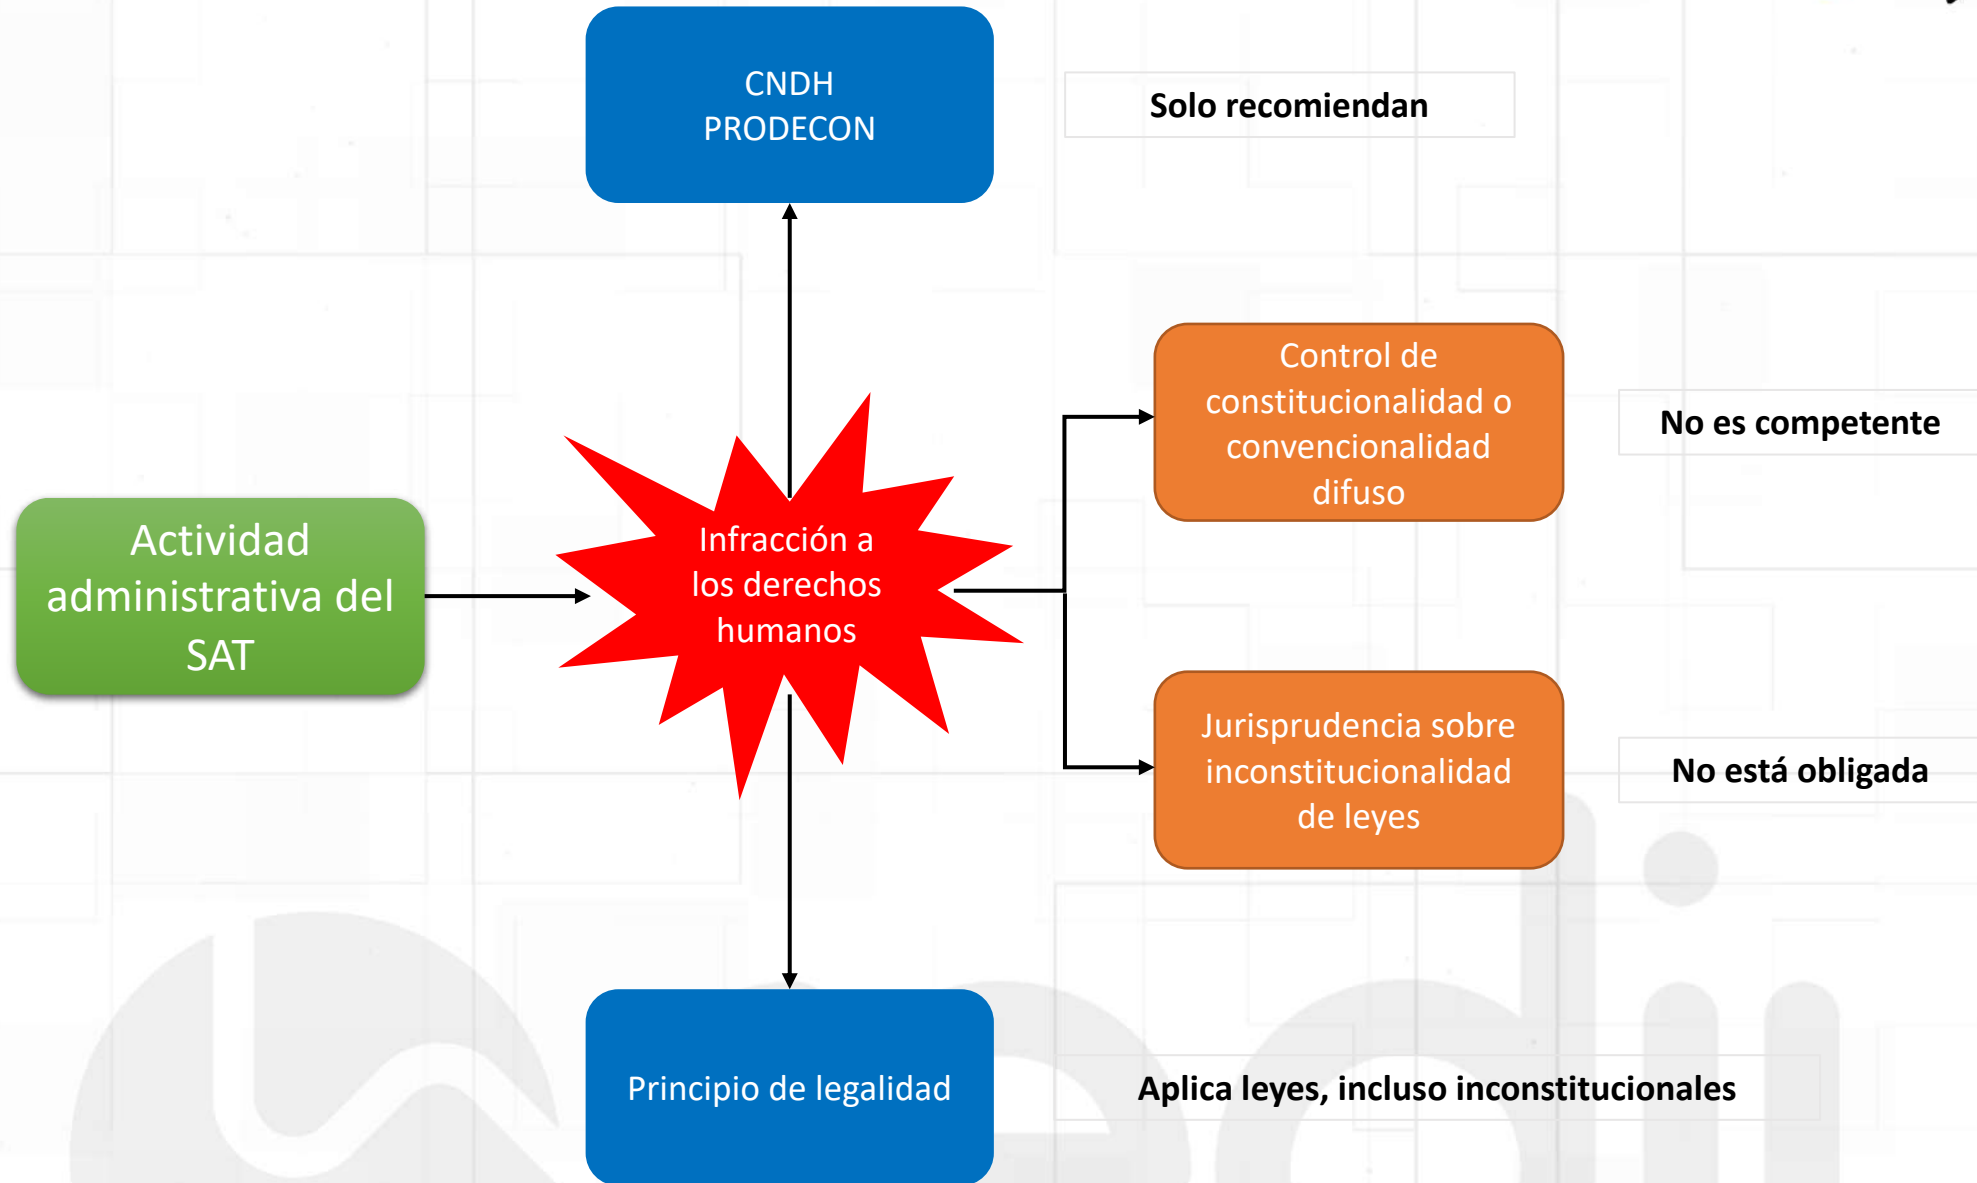 CNDH
PRODECON
Solo recomiendan
Control de
constitucionalidad o
convencionalidad
difuso
No es competente
Actividad
administrativa del
SAT
Infracción a
los derechos
humanos
Jurisprudencia sobre
inconstitucionalidad
de leyes
No está obligada
Principio de legalidad
Aplica leyes, incluso inconstitucionales